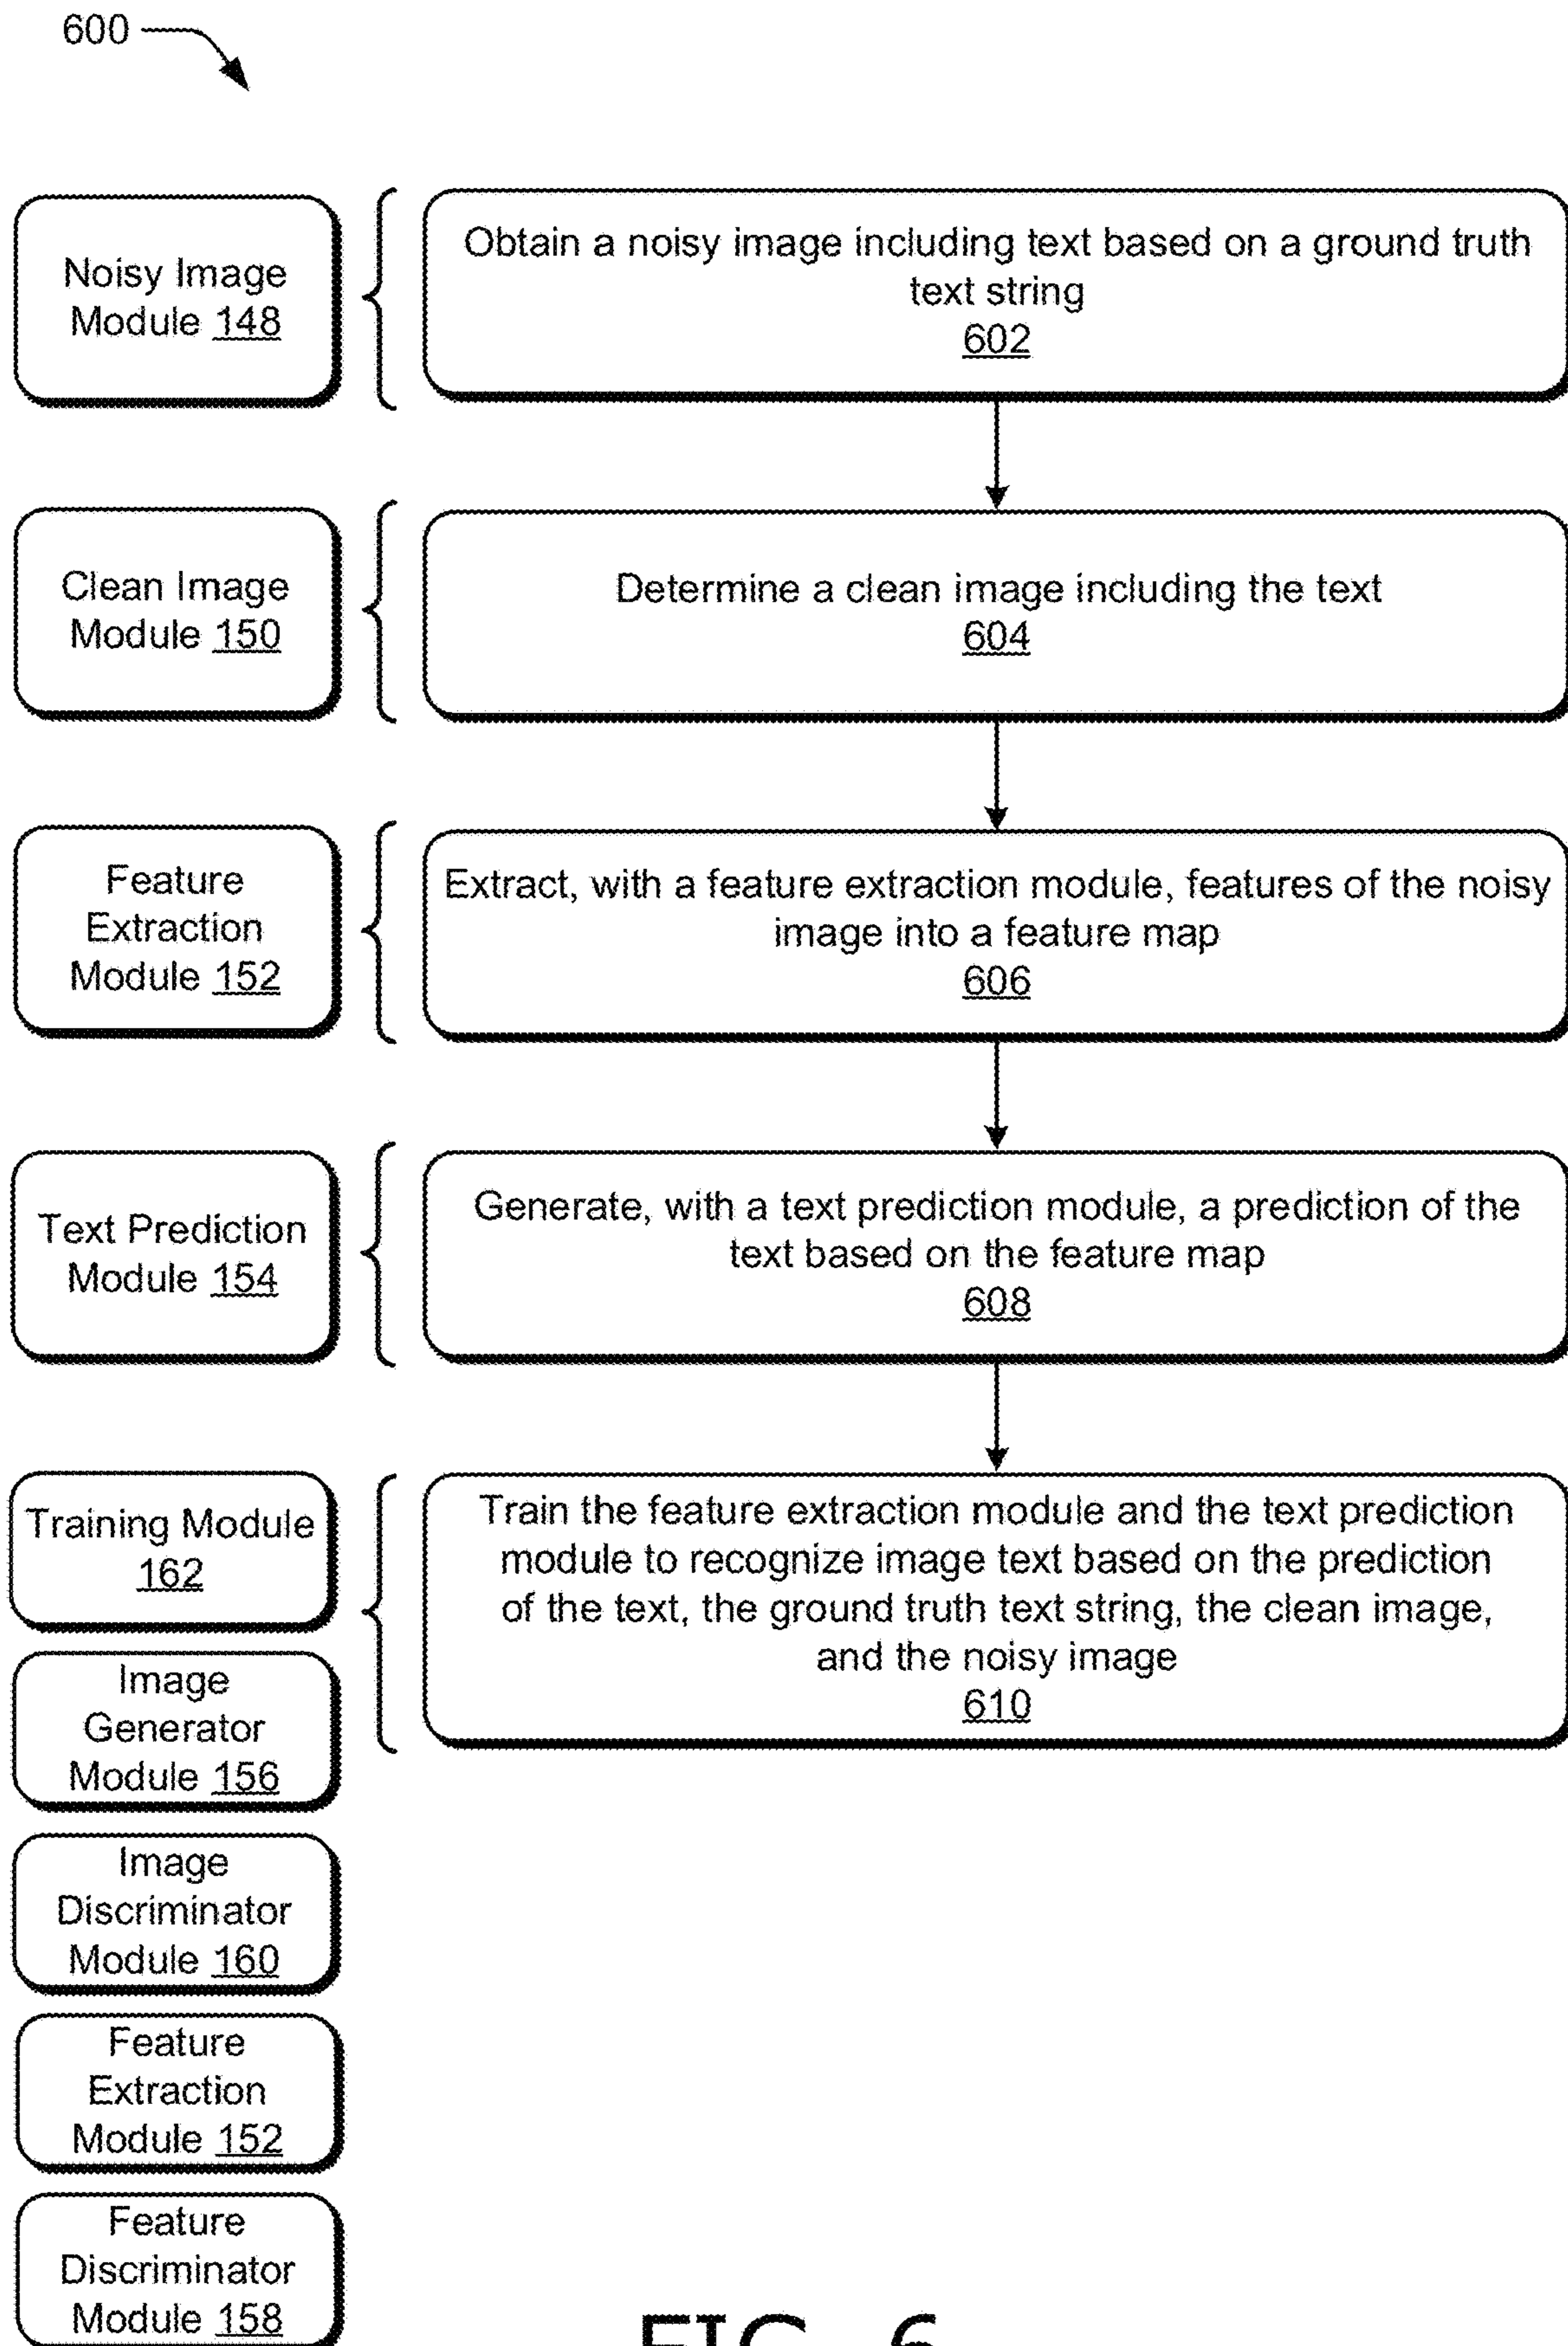 600
Noisy Image
Module 148
Obtain a noisy image including text based on a ground truth
text string
602
Clean Image
Module 150
Determine a clean image including the text
604
Feature
Extraction
Module 152
Extract, with a feature extraction module, features of the noisy
image into a feature map
606
Text Prediction
Module 154
Generate, with a text prediction module, a prediction of the
text based on the feature map
608
Training Module
162
Train the feature extraction module and the text prediction
module to recognize image text based on the prediction
of the text, the ground truth text string, the clean image,
and the noisy image
610
Image
Generator
Module 156
Image
Discriminator
Module 160
Feature
Extraction
Module 152
Feature
Discriminator
Module 158
FIG. 6